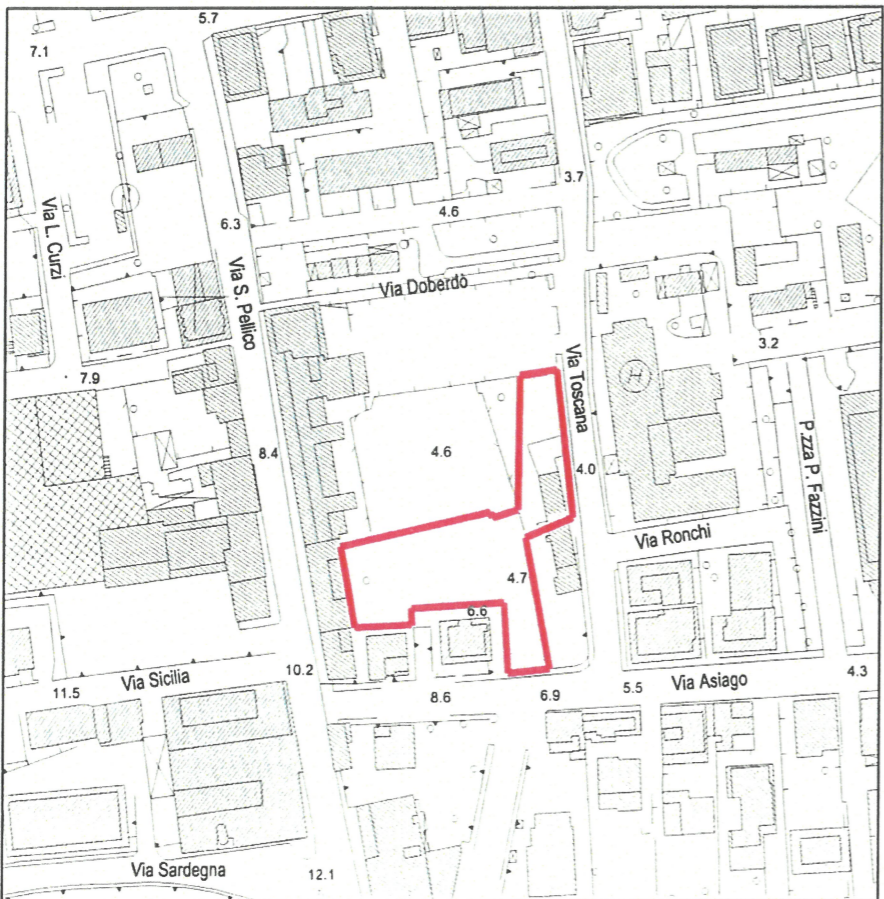 5.7
7.1
3.7
4.6
6.3
Via L. Curzi
Via S. Pellico
Via Doberdò
3.2
Via Toscana
H
7.9
4.6
8.4
4.0
P.zza P. Fazzini
Via Ronchi
4.7
6.6
Via Sicilia
10.2
Via Asiago
4.3
11.5
8.6
6.9
5.5
Via Sardegna
12.1